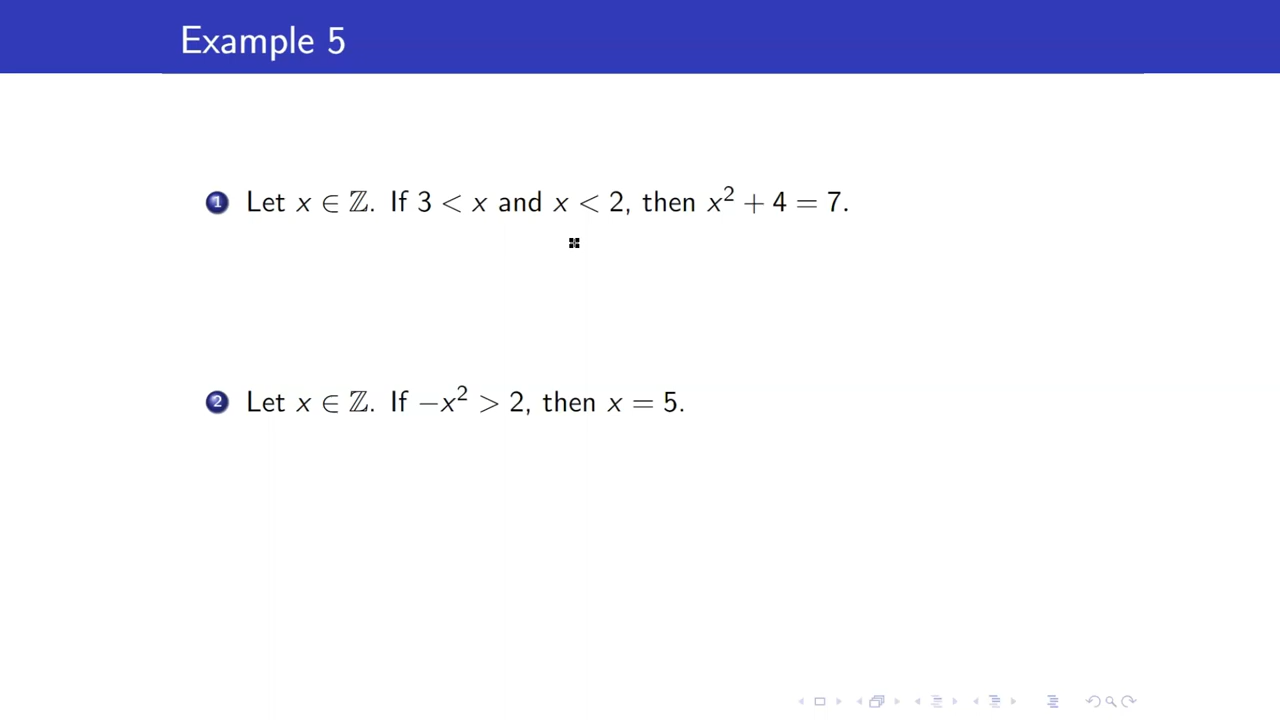 Example 5
1 Let x ∈ ℤ. If 3 < x and x < 2, then x² + 4 = 7.
2 Let x ∈ ℤ. If −x² > 2, then x = 5.